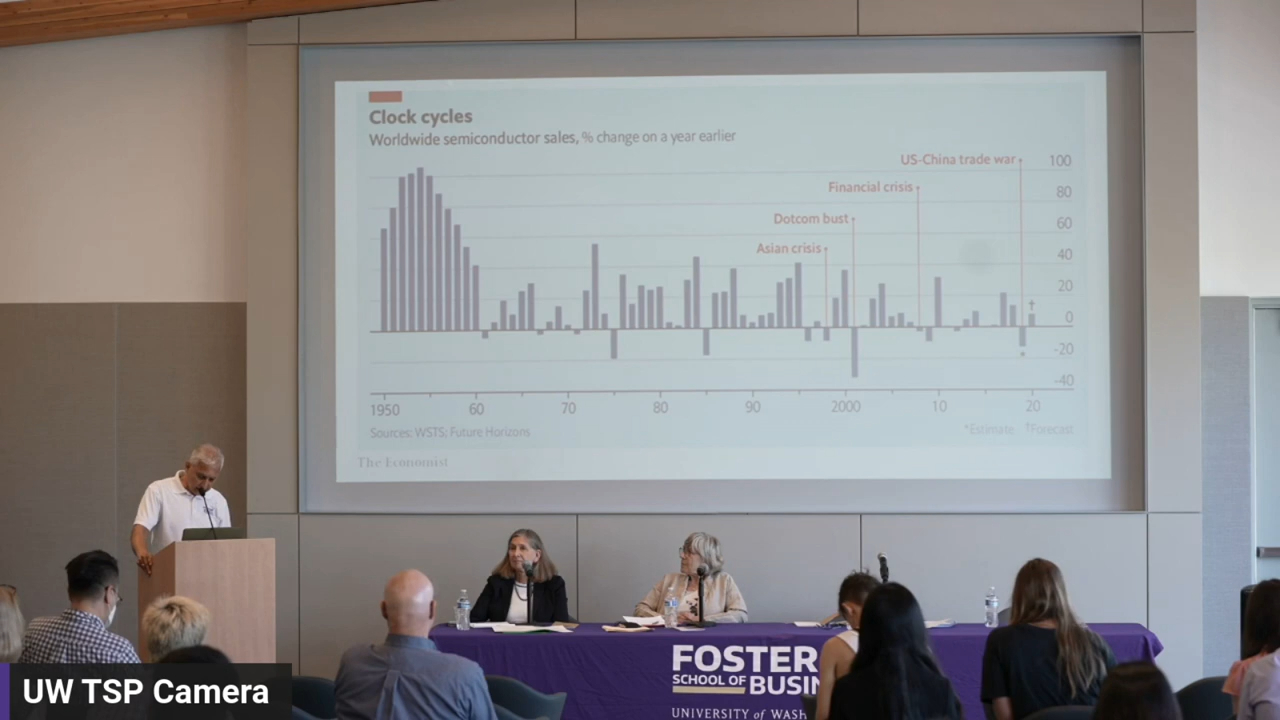 Clock cycles
Worldwide semiconductor sales, % change on a year earlier
US-China trade war
100
Financial crisis
80
Dotcom bust
60
Asian crisis
40
20
†
0
-20
*
-40
1950 60 70 80 90 2000 10 20
Sources: WSTS; Future Horizons
*Estimate †Forecast
The Economist
FOSTER
SCHOOL OF BUSIN
UNIVERSITY of WASH
UW TSP Camera